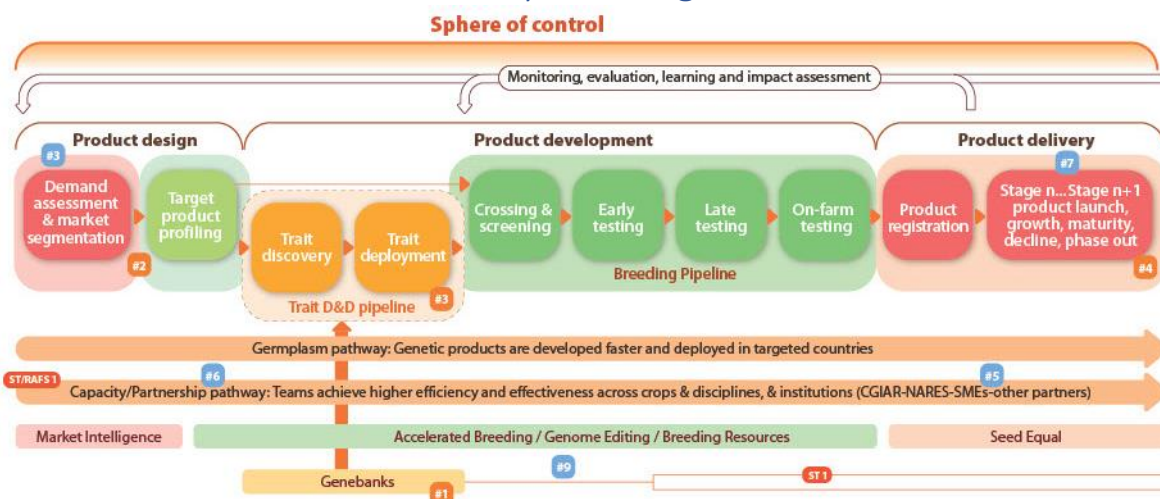 Sphere of control
Monitoring, evaluation, learning and impact assessment
Product design
Product development
Product delivery
#3
#7
Demand
assessment
& market
segmentation
Target
product
profiling
Trait
discovery
Trait
deployment
Crossing &
screening
Early
testing
Late
testing
On-farm
testing
Product
registration
Stage n...Stage n+1
product launch,
growth, maturity,
decline, phase out
#2
#3
#4
Trait D&D pipeline
Breeding Pipeline
Germplasm pathway: Genetic products are developed faster and deployed in targeted countries
ST/RAFS 1
#6
#5
Capacity/Partnership pathway: Teams achieve higher efficiency and effectiveness across crops & disciplines, & institutions (CGIAR-NARES-SMEs-other partners)
Market Intelligence
Accelerated Breeding / Genome Editing / Breeding Resources
Seed Equal
Genebanks
#1
#9
ST 1